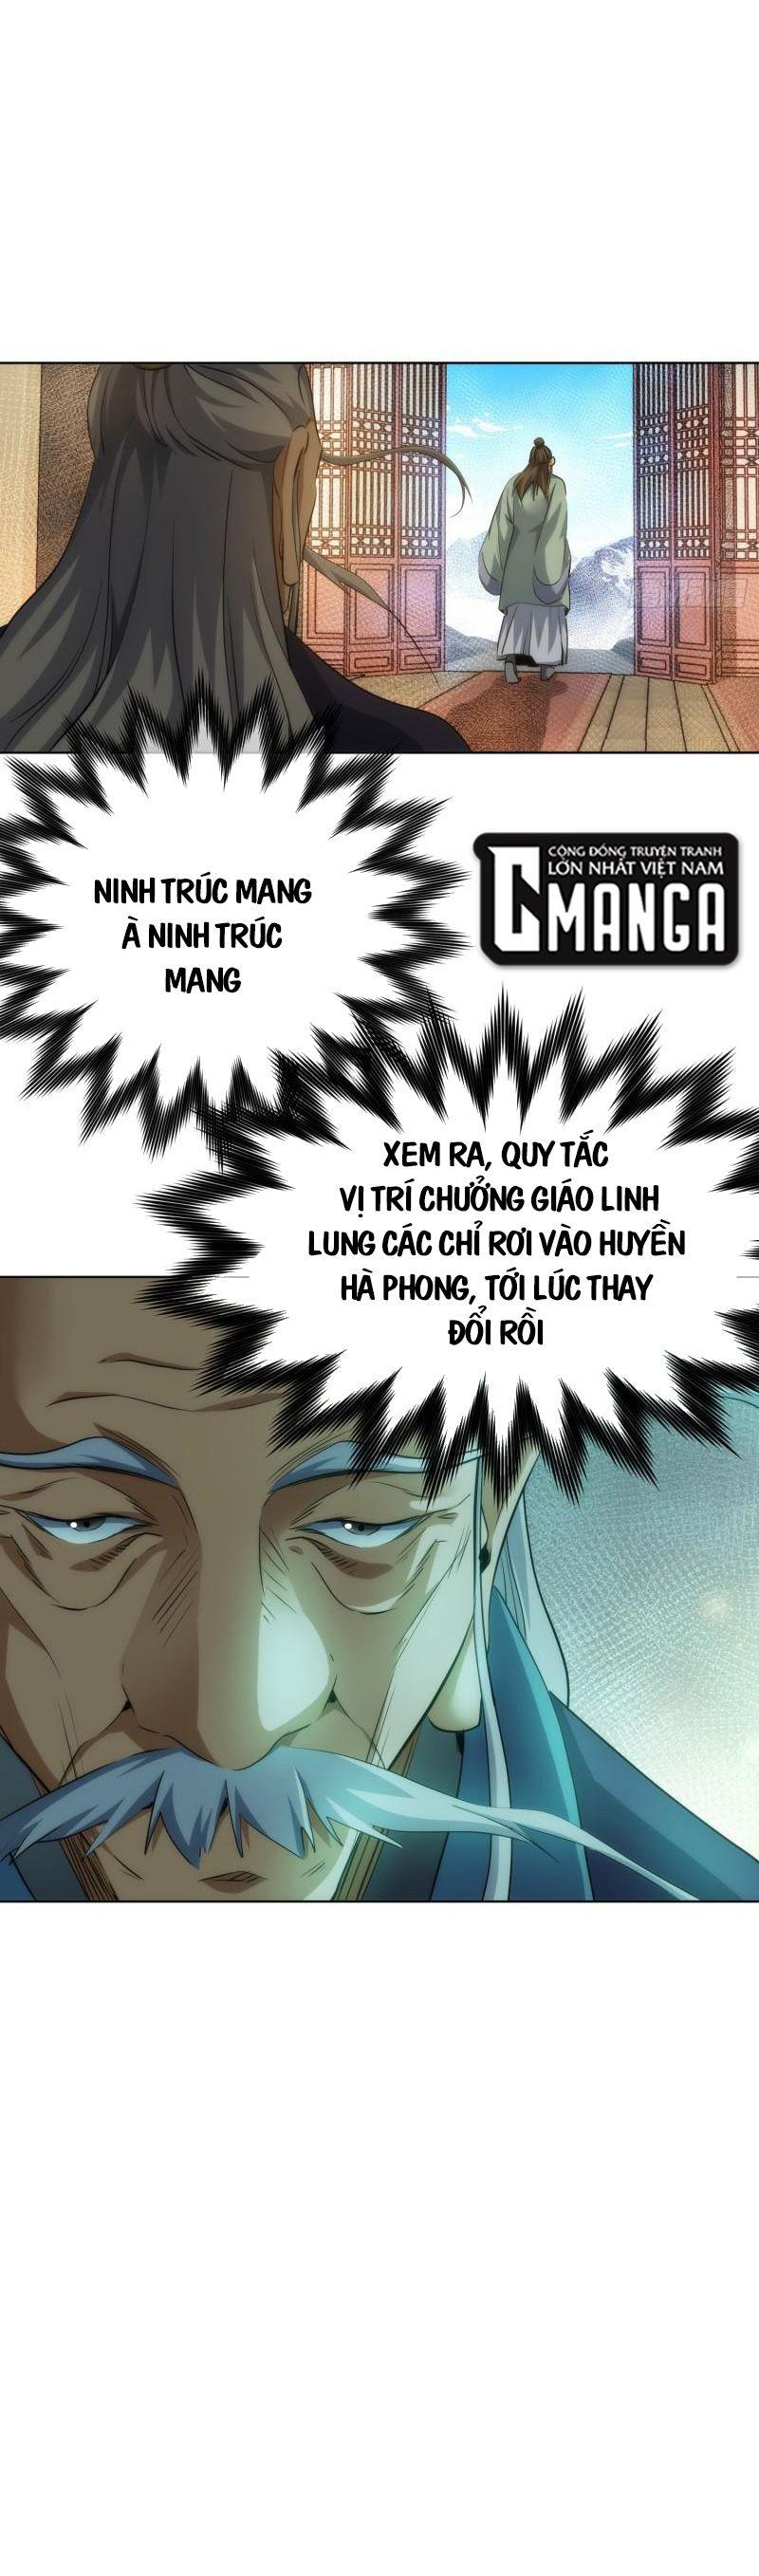 NINH TRÚC MANG
À NINH TRÚC
MANG
CỘNG ĐỒNG TRUYỆN TRANH
LỚN NHẤT VIỆT NAM
CMANGA
XEM RA, QUY TẮC
VỊ TRÍ CHƯỞNG GIÁO LINH
LUNG CÁC CHỈ RƠI VÀO HUYỀN
HÀ PHONG, TỚI LÚC THAY
ĐỔI RỒI